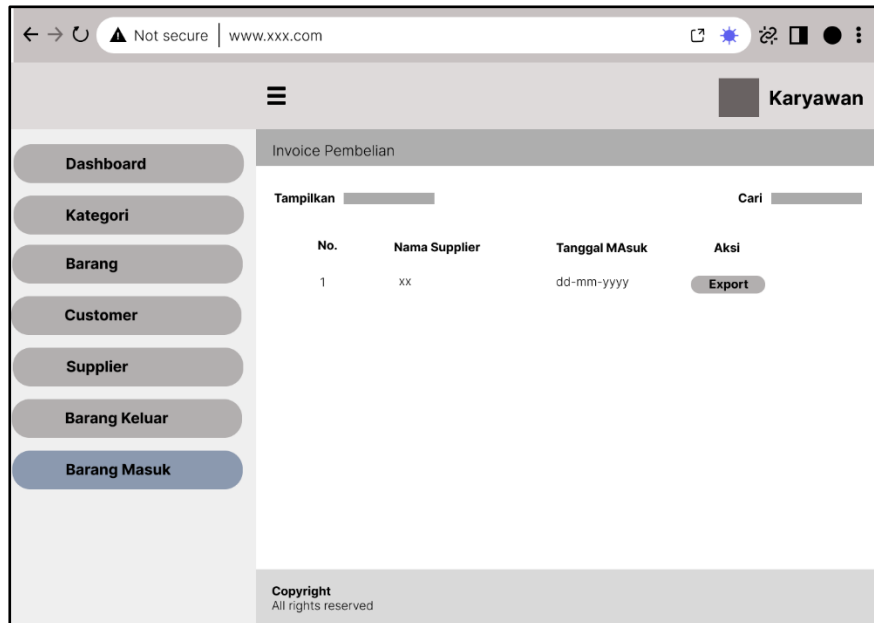 Not secure www.xxx.com
Karyawan
Dashboard
Kategori
Barang
Customer
Supplier
Barang Keluar
Barang Masuk
Invoice Pembelian
Tampilkan Cari
No. Nama Supplier Tanggal MAsuk Aksi
1 xx dd-mm-yyyy Export
Copyright
All rights reserved